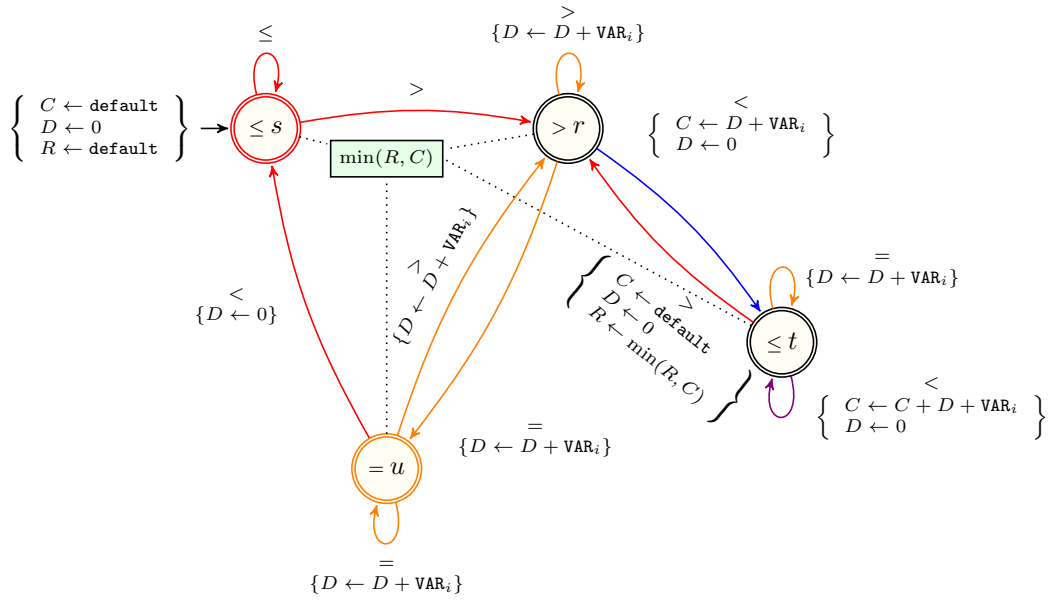 ≤
>
{D ← D + VAR_i}
{ C ← default
D ← 0
R ← default }
≤ s
>
> r
min(R, C)
<
{ C ← D + VAR_i
D ← 0 }
>
{D ← D + VAR_i}
<
{D ← 0}
>
{ C ← default
D ← 0
R ← min(R, C) }
=
{D ← D + VAR_i}
≤ t
<
{ C ← C + D + VAR_i
D ← 0 }
=
{D ← D + VAR_i}
= u
=
{D ← D + VAR_i}